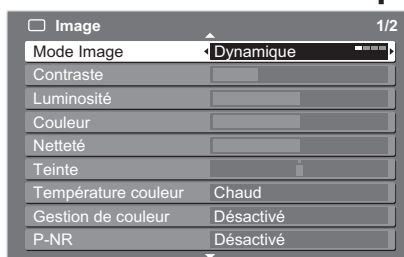 Image 1/2
Mode Image Dynamique
Contraste
Luminosité
Couleur
Netteté
Teinte
Température couleur Chaud
Gestion de couleur Désactivé
P-NR Désactivé